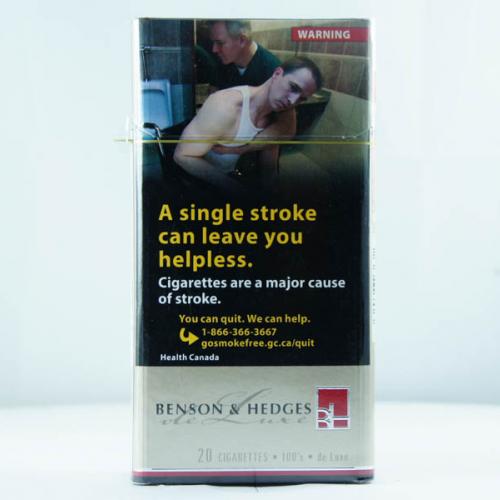 WARNING
A single stroke
can leave you
helpless.
Cigarettes are a major cause
of stroke.
You can quit. We can help.
1-866-366-3667
gosmokefree.gc.ca/quit
Health Canada
BENSON & HEDGES
de Luxe
20 CIGARETTES • 100's • de Luxe